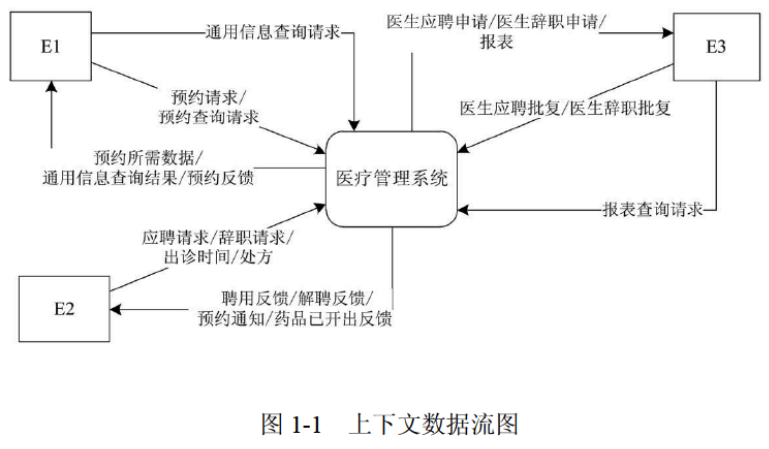 E1
通用信息查询请求
医生应聘申请/医生辞职申请/
报表
E3
预约请求/
预约查询请求
医生应聘批复/医生辞职批复
预约所需数据/
通用信息查询结果/预约反馈
医疗管理系统
报表查询请求
应聘请求/辞职请求/
出诊时间/处方
E2
聘用反馈/解聘反馈/
预约通知/药品已开出反馈
图 1-1 上下文数据流图